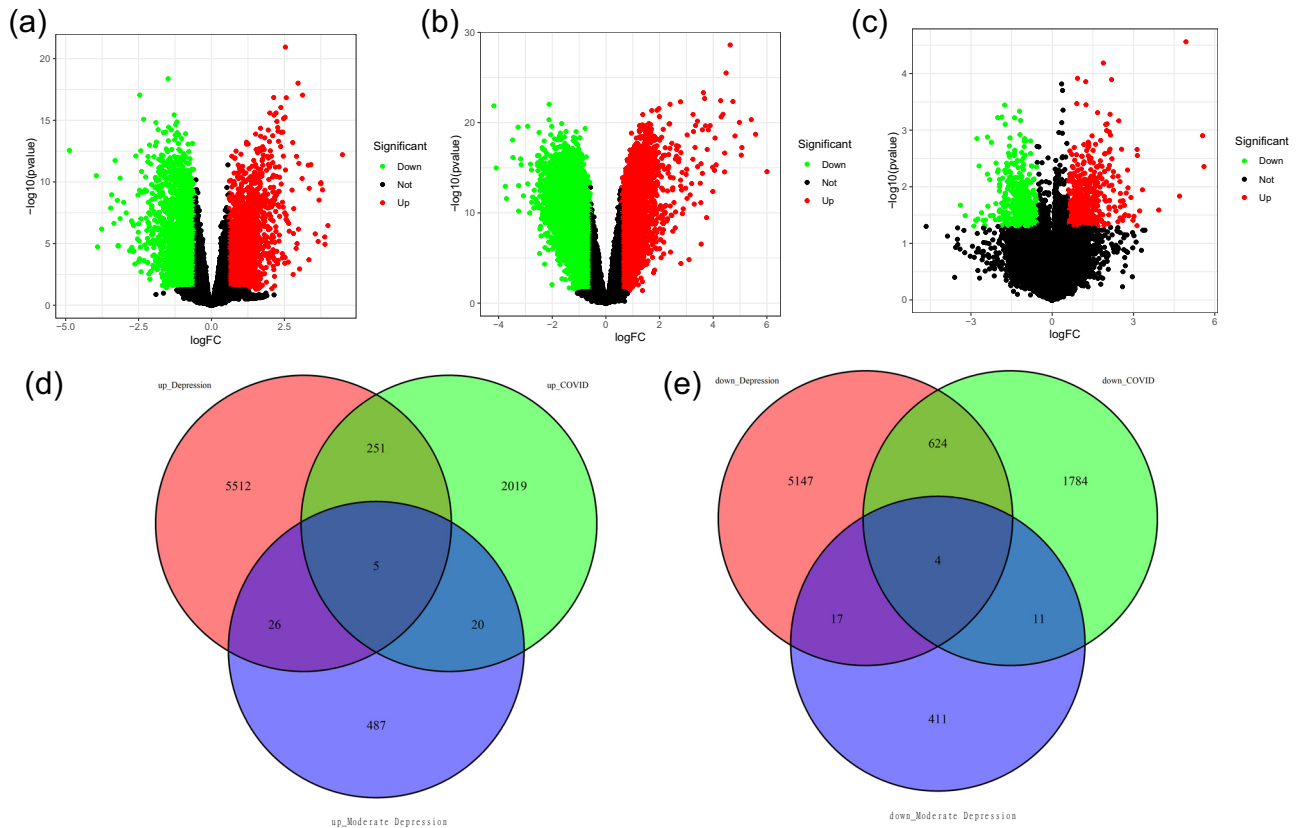 (a)
20
15
10
5
0
−5.0
−2.5
0.0
2.5
logFC
−log10(pvalue)
Significant
Down
Not
Up
(b)
30
20
10
0
−4
−2
0
2
4
6
logFC
−log10(pvalue)
Significant
Down
Not
Up
(c)
4
3
2
1
0
−3
0
3
6
logFC
−log10(pvalue)
Significant
Down
Not
Up
(d)
up_Depression
up_COVID
251
5512
2019
5
26
20
487
up_Moderate Depression
(e)
down_Depression
down_COVID
624
5147
1784
4
17
11
411
down_Moderate Depression